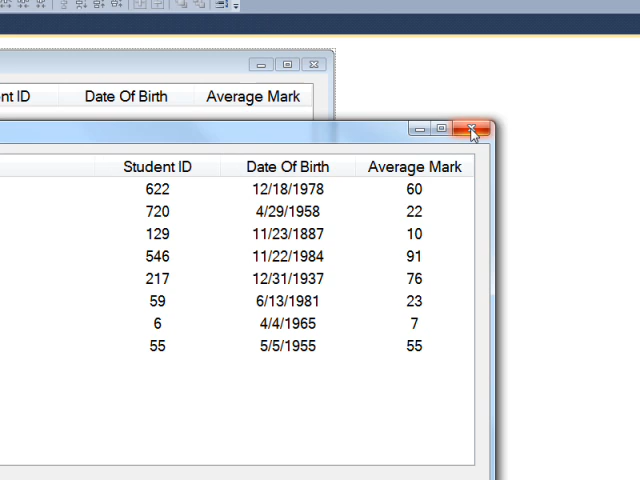 nt ID Date Of Birth Average Mark
Student ID Date Of Birth Average Mark
622 12/18/1978 60
720 4/29/1958 22
129 11/23/1887 10
546 11/22/1984 91
217 12/31/1937 76
59 6/13/1981 23
6 4/4/1965 7
55 5/5/1955 55